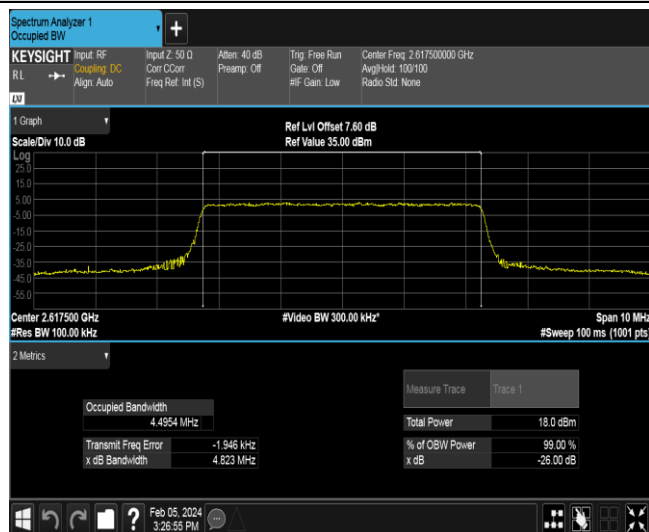 Spectrum Analyzer 1
Occupied BW
+
KEYSIGHT Input: RF Input Z: 50 Ω Atten: 40 dB Trig: Free Run Center Freq: 2.617500000 GHz
RL Coupling: DC Corr CCorr Preamp: Off Gate: Off Avg|Hold: 100/100
Align: Auto Freq Ref: Int (S) #IF Gain: Low Radio Std: None
LXI
1 Graph
Ref Lvl Offset 7.60 dB
Scale/Div 10.0 dB Ref Value 35.00 dBm
Log
25.0
15.0
5.00
-5.00
-15.0
-25.0
-35.0
-45.0
-55.0
Center 2.617500 GHz #Video BW 300.00 kHz* Span 10 MHz
#Res BW 100.00 kHz #Sweep 100 ms (1001 pts)
2 Metrics
Measure Trace Trace 1
Occupied Bandwidth
4.4954 MHz Total Power 18.0 dBm
Transmit Freq Error -1.946 kHz % of OBW Power 99.00 %
x dB Bandwidth 4.823 MHz x dB -26.00 dB
? Feb 05, 2024
3:26:55 PM